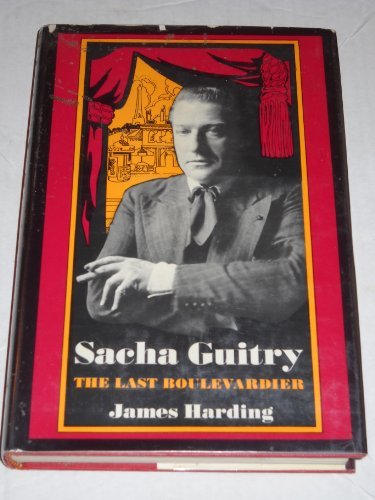 Sacha Guitry
THE LAST BOULEVARDIER
James Harding